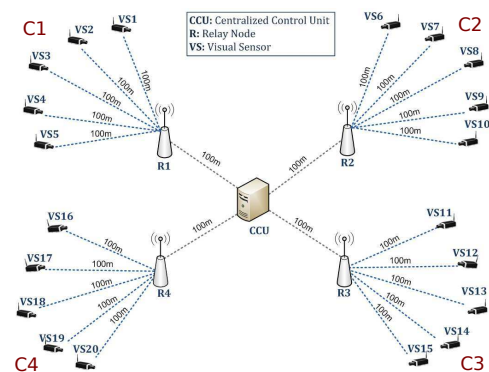 C1
VS1
VS2
VS3
VS4
VS5
100m
100m
100m
100m
100m
R1
100m
CCU: Centralized Control Unit
R: Relay Node
VS: Visual Sensor
C2
VS6
VS7
VS8
VS9
VS10
100m
100m
100m
100m
100m
R2
100m
CCU
VS16
VS17
VS18
VS19
VS20
100m
100m
100m
100m
100m
R4
100m
C4
VS11
VS12
VS13
VS14
VS15
100m
100m
100m
100m
100m
R3
100m
C3